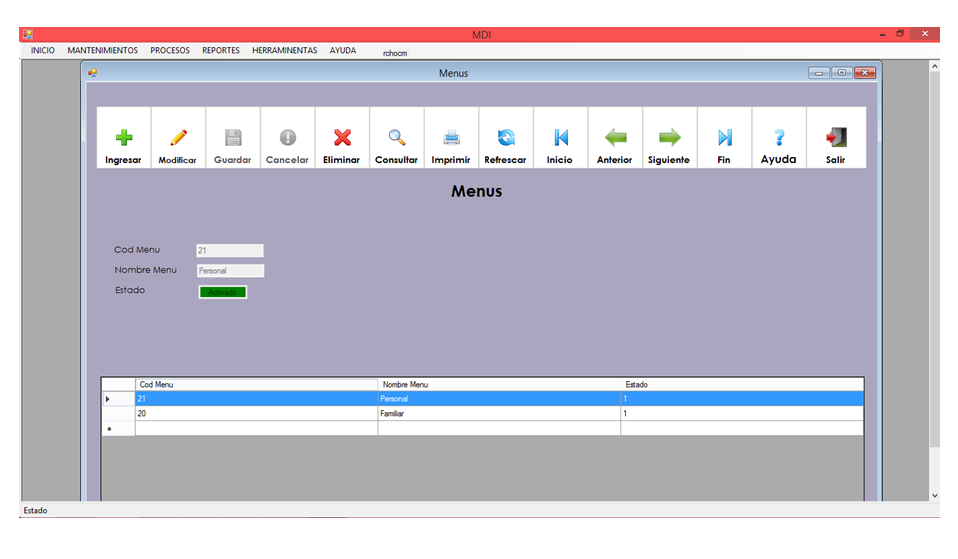 MDI
INICIO MANTENIMIENTOS PROCESOS REPORTES HERRAMINENTAS AYUDA rchocm
Menus
Ingresar Modificar Guardar Cancelar Eliminar Consultar Imprimir Refrescar Inicio Anterior Siguiente Fin Ayuda Salir
Menus
Cod Menu 21
Nombre Menu Personal
Estado Activado
Cod Menu Nombre Menu Estado
21 Personal 1
20 Familiar 1
Estado